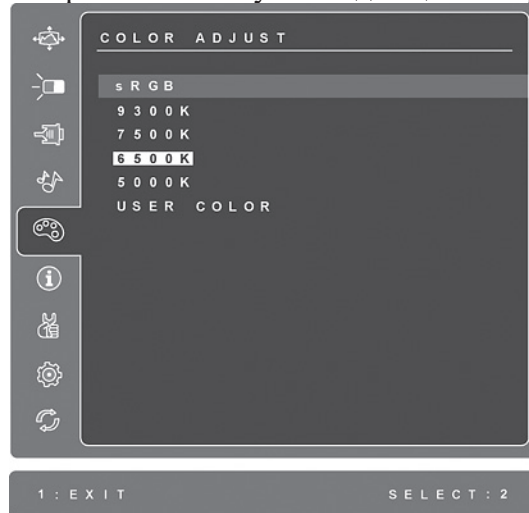 COLOR ADJUST
sRGB
9300K
7500K
6500K
5000K
USER COLOR
1:EXIT SELECT:2